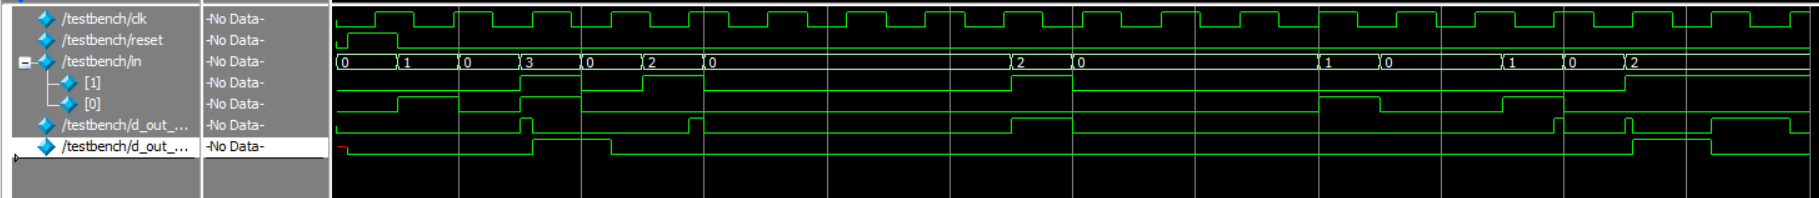 /testbench/clk -No Data-
/testbench/reset -No Data-
/testbench/in -No Data- 0 1 0 3 0 2 0 2 0 1 0 1 0 2
[1] -No Data-
[0] -No Data-
/testbench/d_out_... -No Data-
/testbench/d_out_... -No Data-